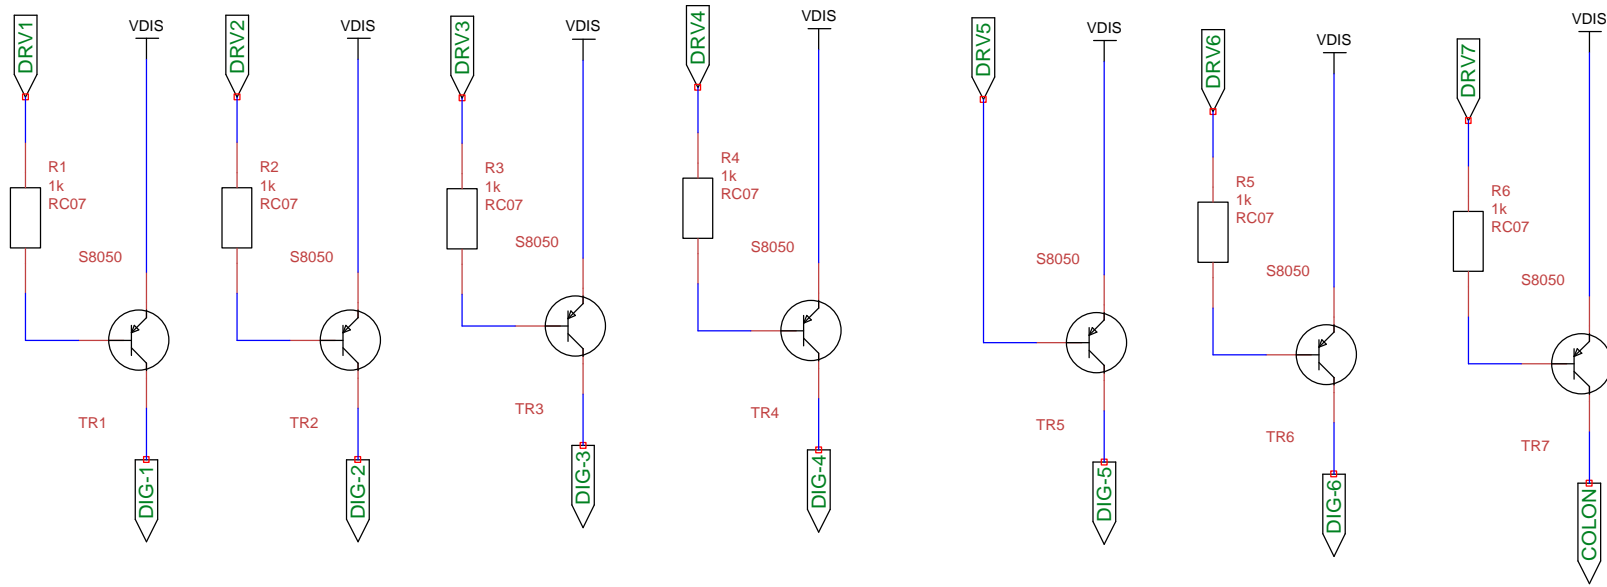 DRV1
VDIS
R1
1k
RC07
S8050
TR1
DIG-1
DRV2
VDIS
R2
1k
RC07
S8050
TR2
DIG-2
DRV3
VDIS
R3
1k
RC07
S8050
TR3
DIG-3
DRV4
VDIS
R4
1k
RC07
S8050
TR4
DIG-4
DRV5
VDIS
S8050
TR5
DIG-5
DRV6
VDIS
R5
1k
RC07
S8050
TR6
DIG-6
DRV7
VDIS
R6
1k
RC07
S8050
TR7
COLON